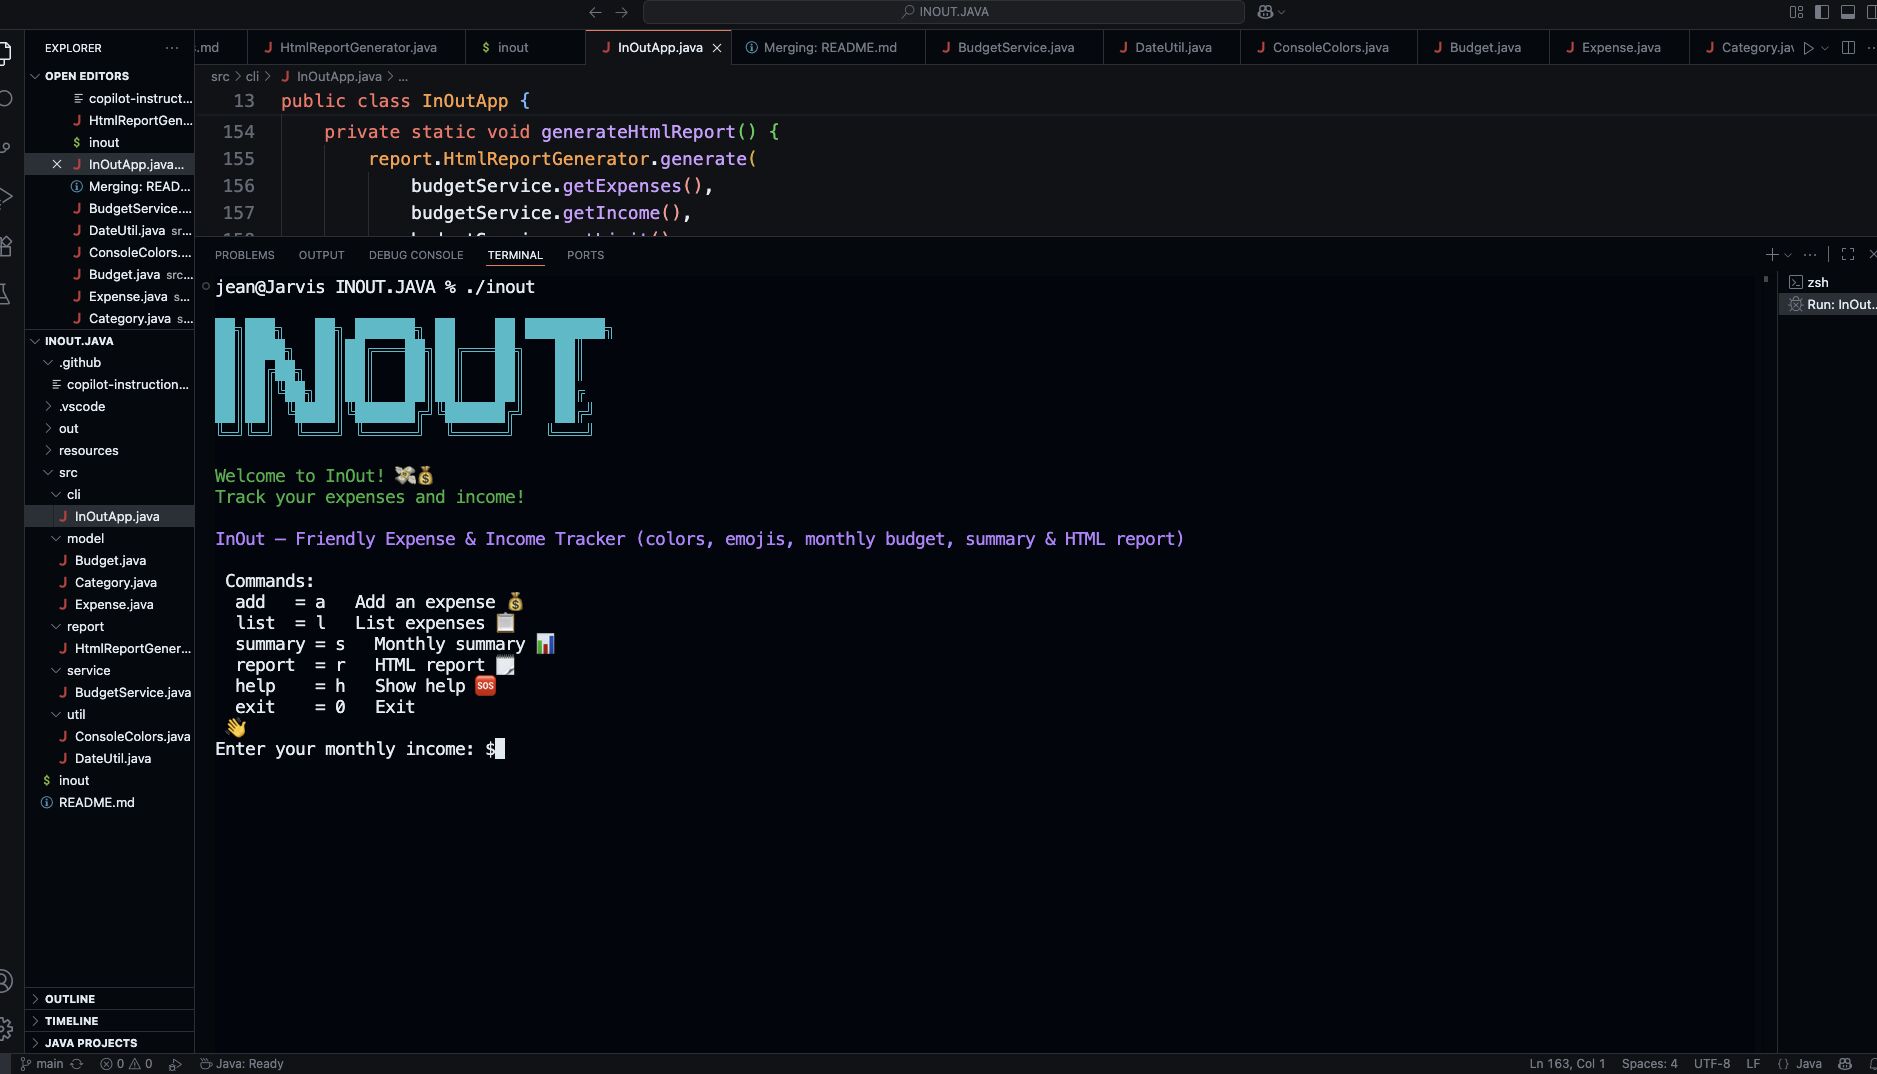 INOUT.JAVA
EXPLORER
OPEN EDITORS
copilot-instruct...
HtmlReportGen...
inout
InOutApp.java...
Merging: READ...
BudgetService....
DateUtil.java sr...
ConsoleColors....
Budget.java src...
Expense.java s...
Category.java s...
INOUT.JAVA
.github
copilot-instruction...
.vscode
out
resources
src
cli
InOutApp.java
model
Budget.java
Category.java
Expense.java
report
HtmlReportGener...
service
BudgetService.java
util
ConsoleColors.java
DateUtil.java
inout
README.md
OUTLINE
TIMELINE
JAVA PROJECTS
.md HtmlReportGenerator.java $ inout InOutApp.java Merging: README.md BudgetService.java DateUtil.java ConsoleColors.java Budget.java Expense.java Category.jav
src > cli > InOutApp.java > ...
13 public class InOutApp {
154 private static void generateHtmlReport() {
155 report.HtmlReportGenerator.generate(
156 budgetService.getExpenses(),
157 budgetService.getIncome(),
PROBLEMS OUTPUT DEBUG CONSOLE TERMINAL PORTS
zsh
Run: InOut...
jean@Jarvis INOUT.JAVA % ./inout
INOUT
Welcome to InOut! 💸💰
Track your expenses and income!
InOut – Friendly Expense & Income Tracker (colors, emojis, monthly budget, summary & HTML report)
Commands:
add = a Add an expense 💰
list = l List expenses 📋
summary = s Monthly summary 📊
report = r HTML report 🗒️
help = h Show help 🆘
exit = 0 Exit
👋
Enter your monthly income: $
main 0 0 Java: Ready Ln 163, Col 1 Spaces: 4 UTF-8 LF {} Java